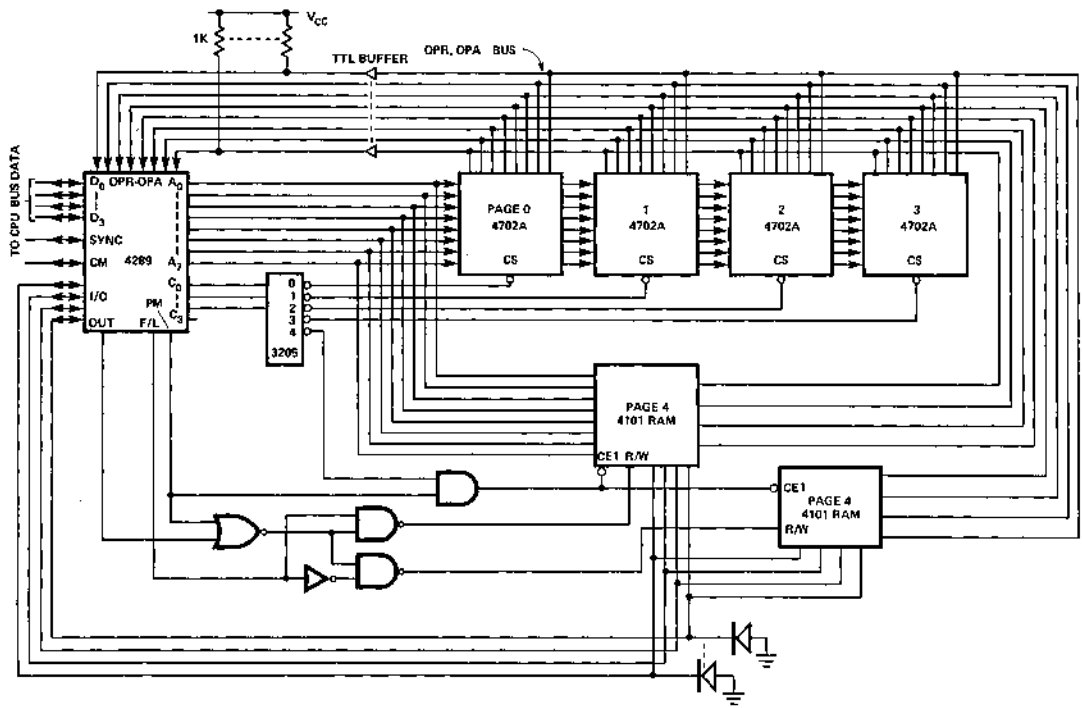 VCC
1K
TTL BUFFER
OPR, OPA BUS
TO CPU BUS DATA
D0 OPR-OPA A0
D3
SYNC
4289
CM
A7
C0
I/O
PM
C3
OUT F/L
0
1
2
3
4
3205
PAGE 0
4702A
CS
1
4702A
CS
2
4702A
CS
3
4702A
CS
PAGE 4
4101 RAM
CE1 R/W
CE1
PAGE 4
4101 RAM
R/W